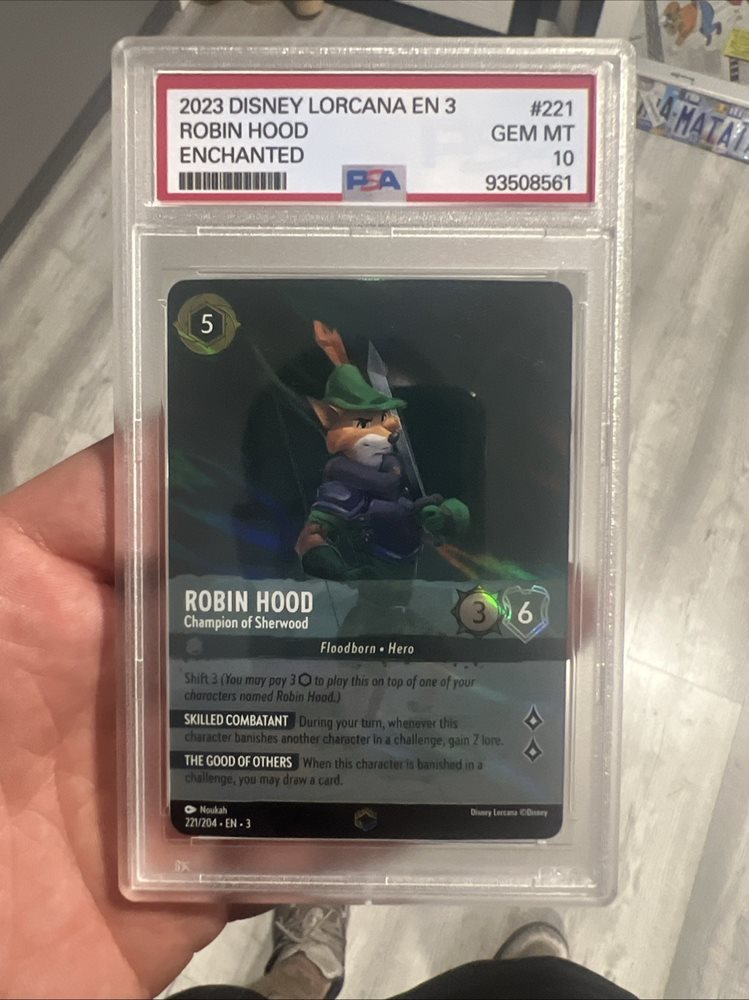 2023 DISNEY LORCANA EN 3 #221
ROBIN HOOD GEM MT
ENCHANTED 10
PSA 93508561
5
ROBIN HOOD 3 6
Champion of Sherwood
Floodborn • Hero
Shift 3 (You may pay 3 to play this on top of one of your
characters named Robin Hood.)
SKILLED COMBATANT During your turn, whenever this
character banishes another character in a challenge, gain 2 lore.
THE GOOD OF OTHERS When this character is banished in a
challenge, you may draw a card.
Noukah Disney Lorcana ©Disney
221/204 • EN • 3